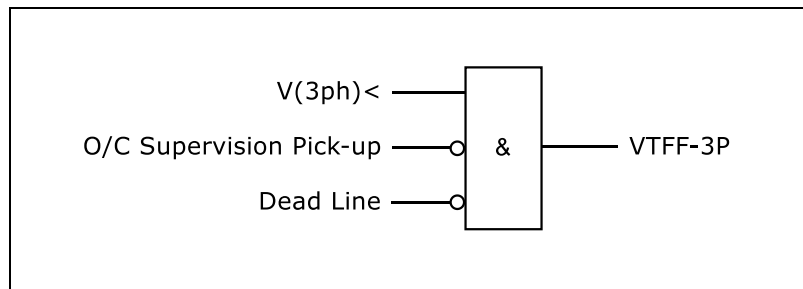 V(3ph)<
O/C Supervision Pick-up
Dead Line
&
VTFF-3P